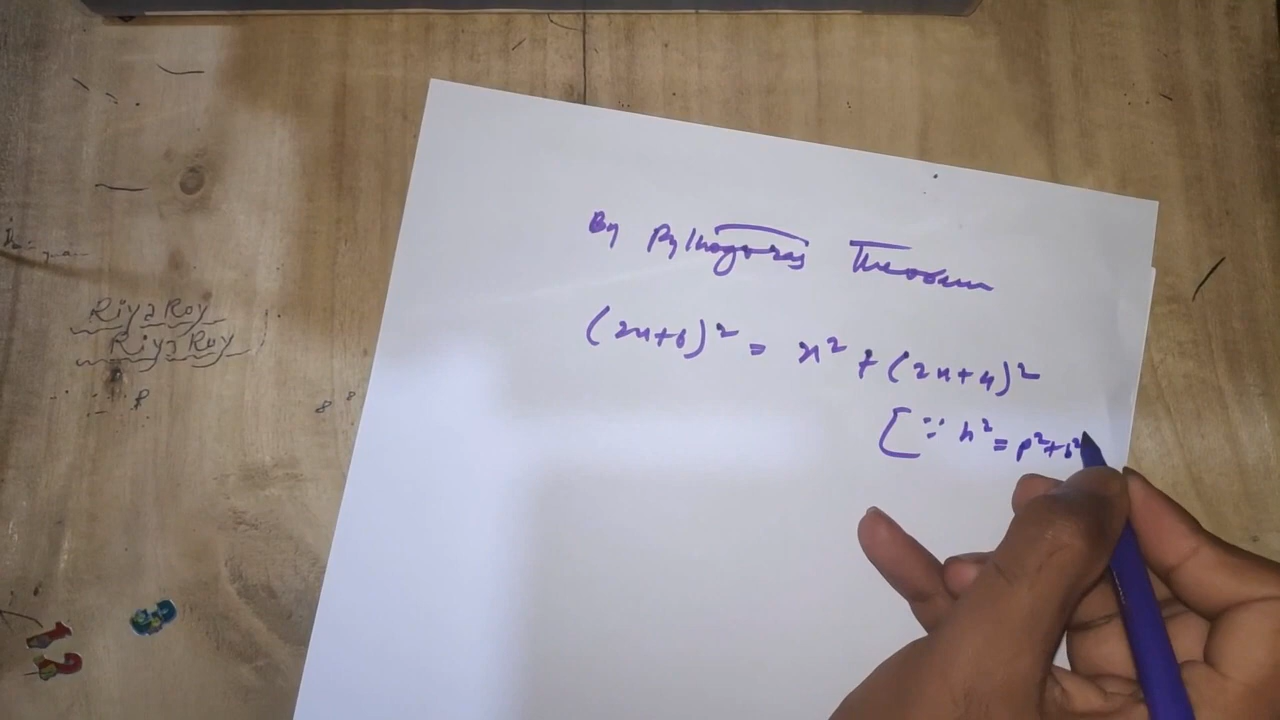 By Pythagoras Theorem
(2x+6)² = x² + (2x+4)²
[∵ h² = p²+b²
Riya Roy
Riya Roy